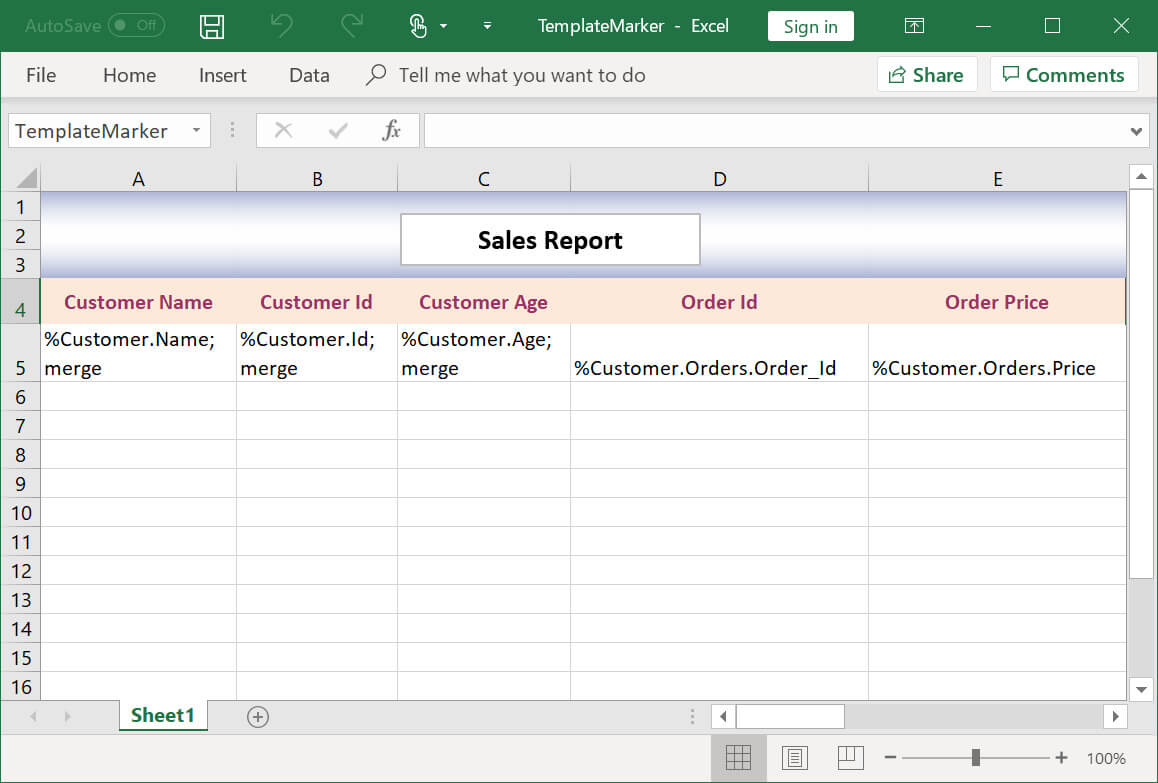 AutoSave Off TemplateMarker - Excel Sign in
File Home Insert Data Tell me what you want to do Share Comments
TemplateMarker fx
A B C D E
1
2 Sales Report
3
4 Customer Name Customer Id Customer Age Order Id Order Price
%Customer.Name; %Customer.Id; %Customer.Age;
5 merge merge merge %Customer.Orders.Order_Id %Customer.Orders.Price
6
7
8
9
10
11
12
13
14
15
16
Sheet1
100%